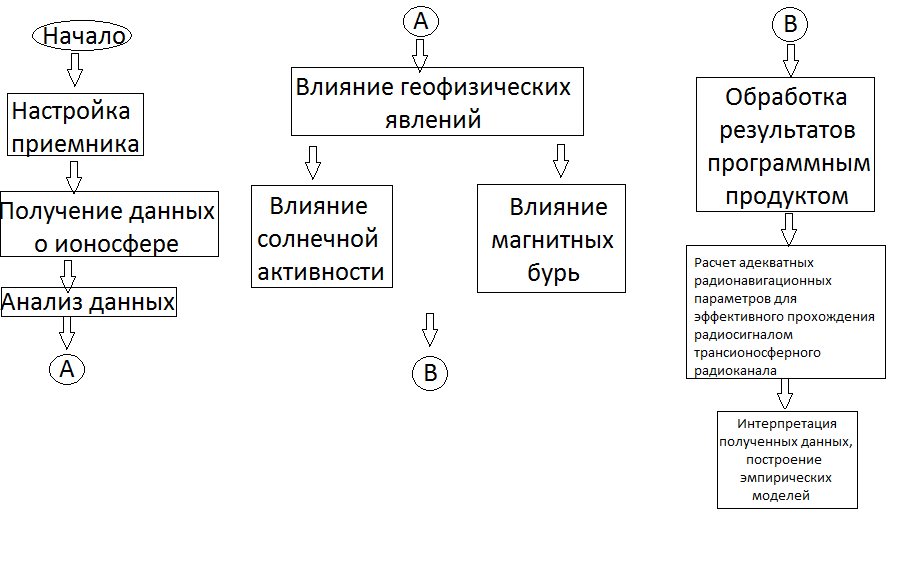 Начало
Настройка
приемника
Получение данных
о ионосфере
Анализ данных
А
А
Влияние геофизических
явлений
Влияние
солнечной
активности
Влияние
магнитных
бурь
В
В
Обработка
результатов
программным
продуктом
Расчет адекватных
радионавигационных
параметров для
эффективного прохождения
радиосигналом
трансионосферного
радиоканала
Интерпретация
полученных данных,
построение
эмпирических
моделей